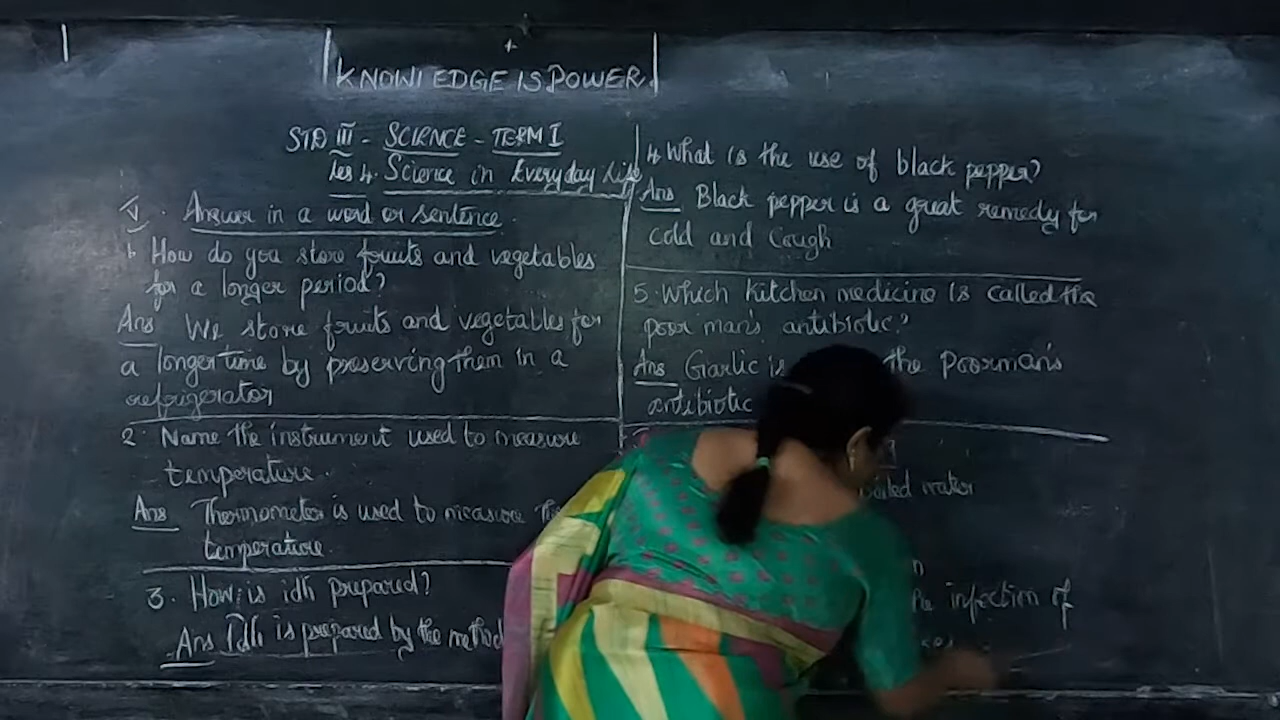 KNOWLEDGE IS POWER
STD III - SCIENCE - TERM I
Les 4. Science in Everyday Life
V. Answer in a word or sentence.
1. How do you store fruits and vegetables
for a longer period?
Ans We store fruits and vegetables for
a longer time by preserving them in a
refrigerator
2. Name the instrument used to measure
temperature.
Ans Thermometer is used to measure the
temperature.
3. How is idli prepared?
Ans Idli is prepared by the method
4. What is the use of black pepper?
Ans Black pepper is a great remedy for
cold and Cough
5. Which kitchen medicine is called the
poor man's antibiotic?
Ans Garlic is the Poorman's
antibiotic
water
infection of